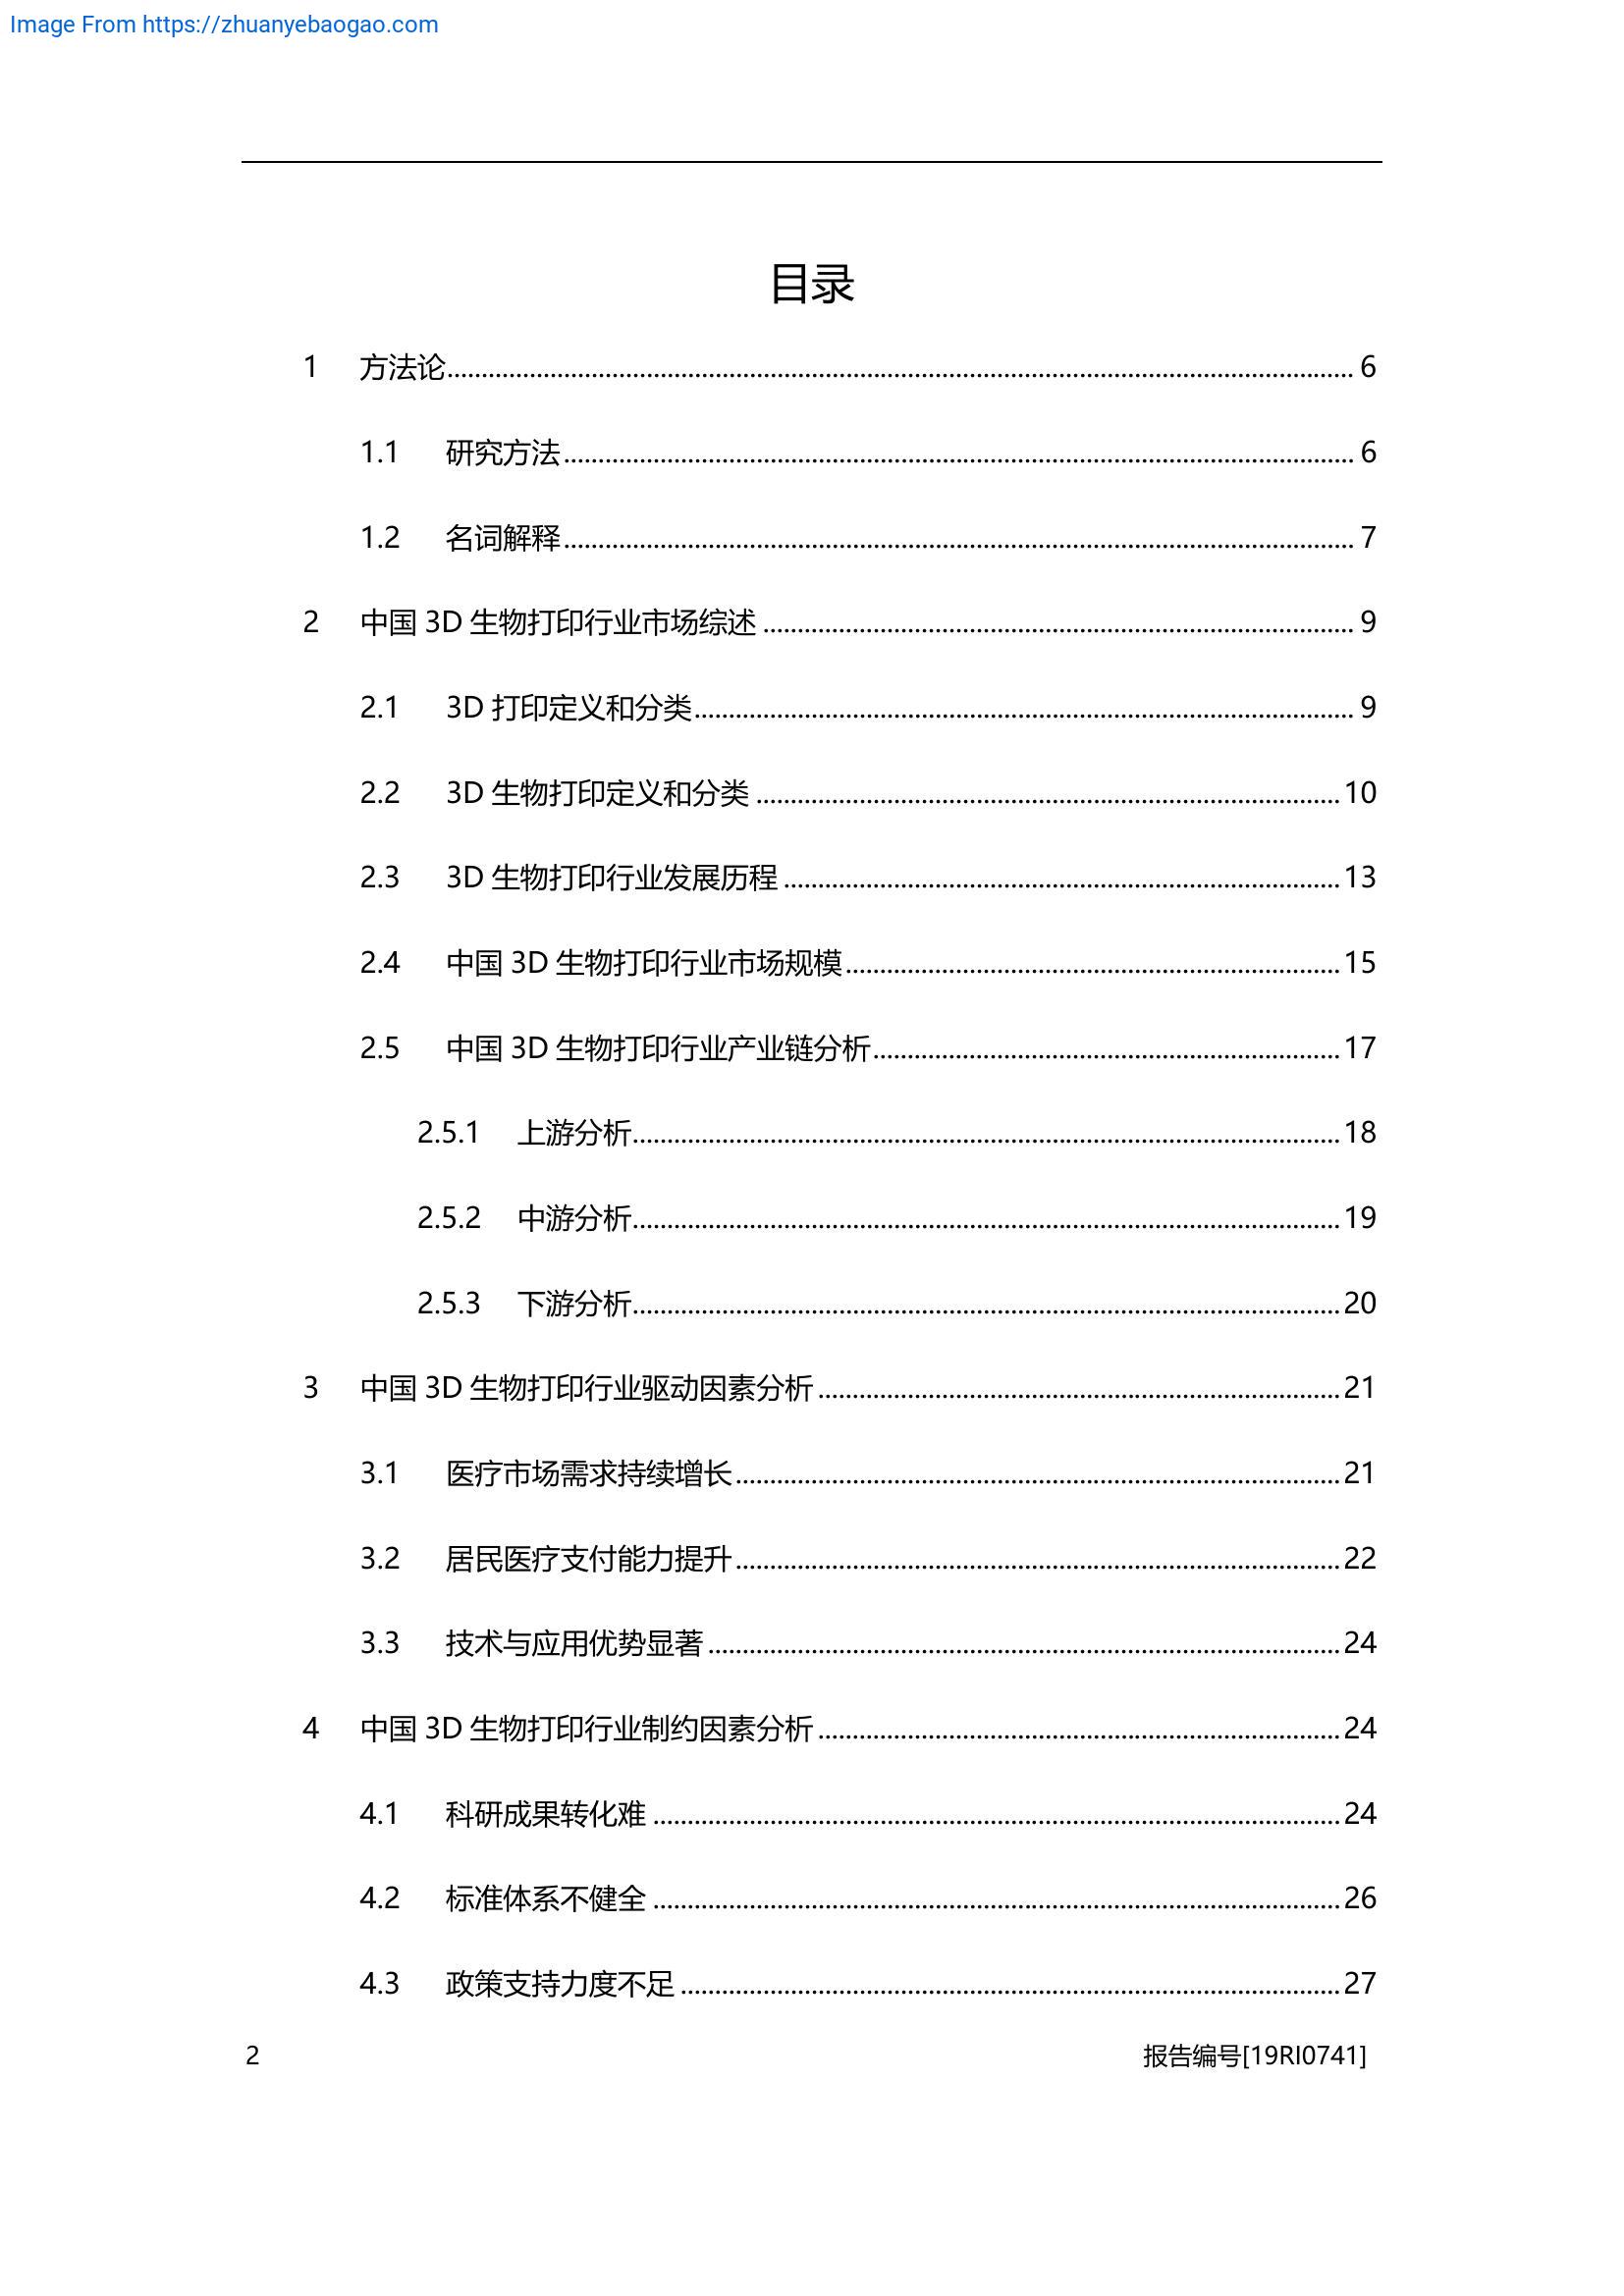 Image From https://zhuanyebaogao.com
目录
1 方法论........................................ 6
1.1 研究方法........................................ 6
1.2 名词解释........................................ 7
2 中国 3D 生物打印行业市场综述........................................ 9
2.1 3D 打印定义和分类........................................ 9
2.2 3D 生物打印定义和分类........................................ 10
2.3 3D 生物打印行业发展历程........................................ 13
2.4 中国 3D 生物打印行业市场规模........................................ 15
2.5 中国 3D 生物打印行业产业链分析........................................ 17
2.5.1 上游分析........................................ 18
2.5.2 中游分析........................................ 19
2.5.3 下游分析........................................ 20
3 中国 3D 生物打印行业驱动因素分析........................................ 21
3.1 医疗市场需求持续增长........................................ 21
3.2 居民医疗支付能力提升........................................ 22
3.3 技术与应用优势显著........................................ 24
4 中国 3D 生物打印行业制约因素分析........................................ 24
4.1 科研成果转化难........................................ 24
4.2 标准体系不健全........................................ 26
4.3 政策支持力度不足........................................ 27
2 报告编号[19RI0741]